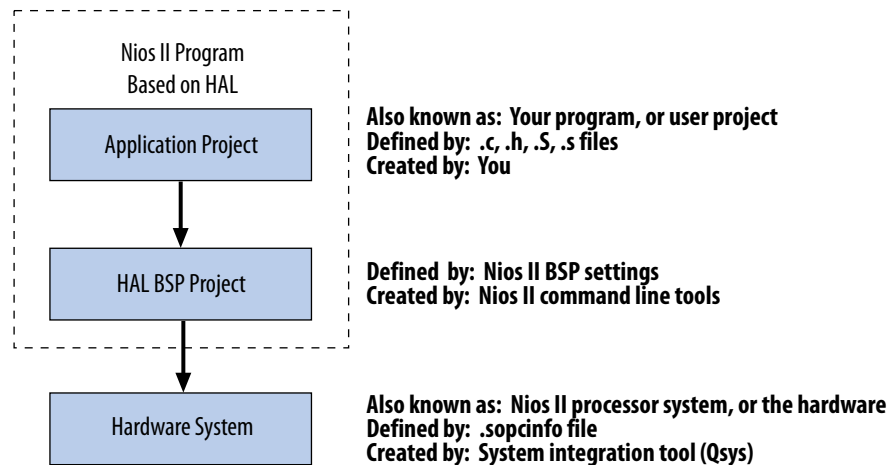 Nios II Program
Based on HAL
Application Project
Also known as: Your program, or user project
Defined by: .c, .h, .S, .s files
Created by: You
HAL BSP Project
Defined by: Nios II BSP settings
Created by: Nios II command line tools
Hardware System
Also known as: Nios II processor system, or the hardware
Defined by: .sopcinfo file
Created by: System integration tool (Qsys)